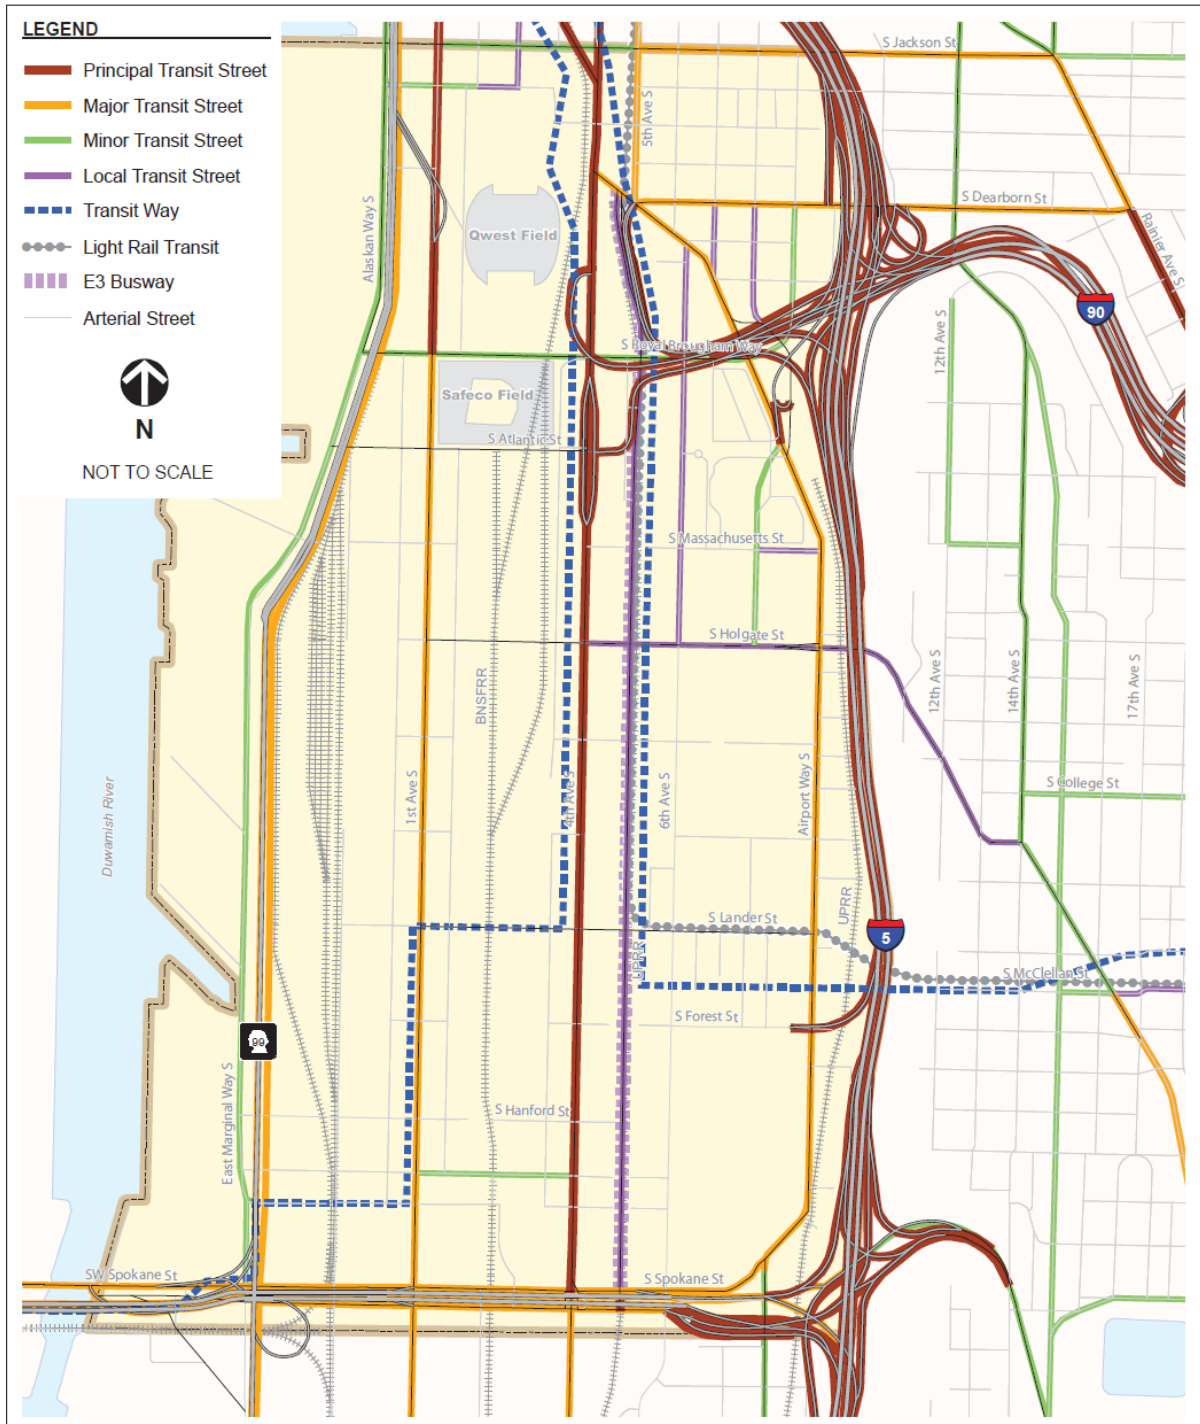 LEGEND
Principal Transit Street
Major Transit Street
Minor Transit Street
Local Transit Street
Transit Way
Light Rail Transit
E3 Busway
Arterial Street
N
NOT TO SCALE
S Jackson St
5th Ave S
S Dearborn St
Rainier Ave S
Alaskan Way S
Qwest Field
90
12th Ave S
S Royal Brougham Way
Safeco Field
S Atlantic St
S Massachusetts St
S Holgate St
BNSFRR
12th Ave S
14th Ave S
17th Ave S
1st Ave S
4th Ave S
6th Ave S
Airport Way S
S College St
Duwamish River
UPRR
S Lander St
5
UPRR
S McClellan St
S Forest St
99
East Marginal Way S
S Hanford St
SW Spokane St
S Spokane St